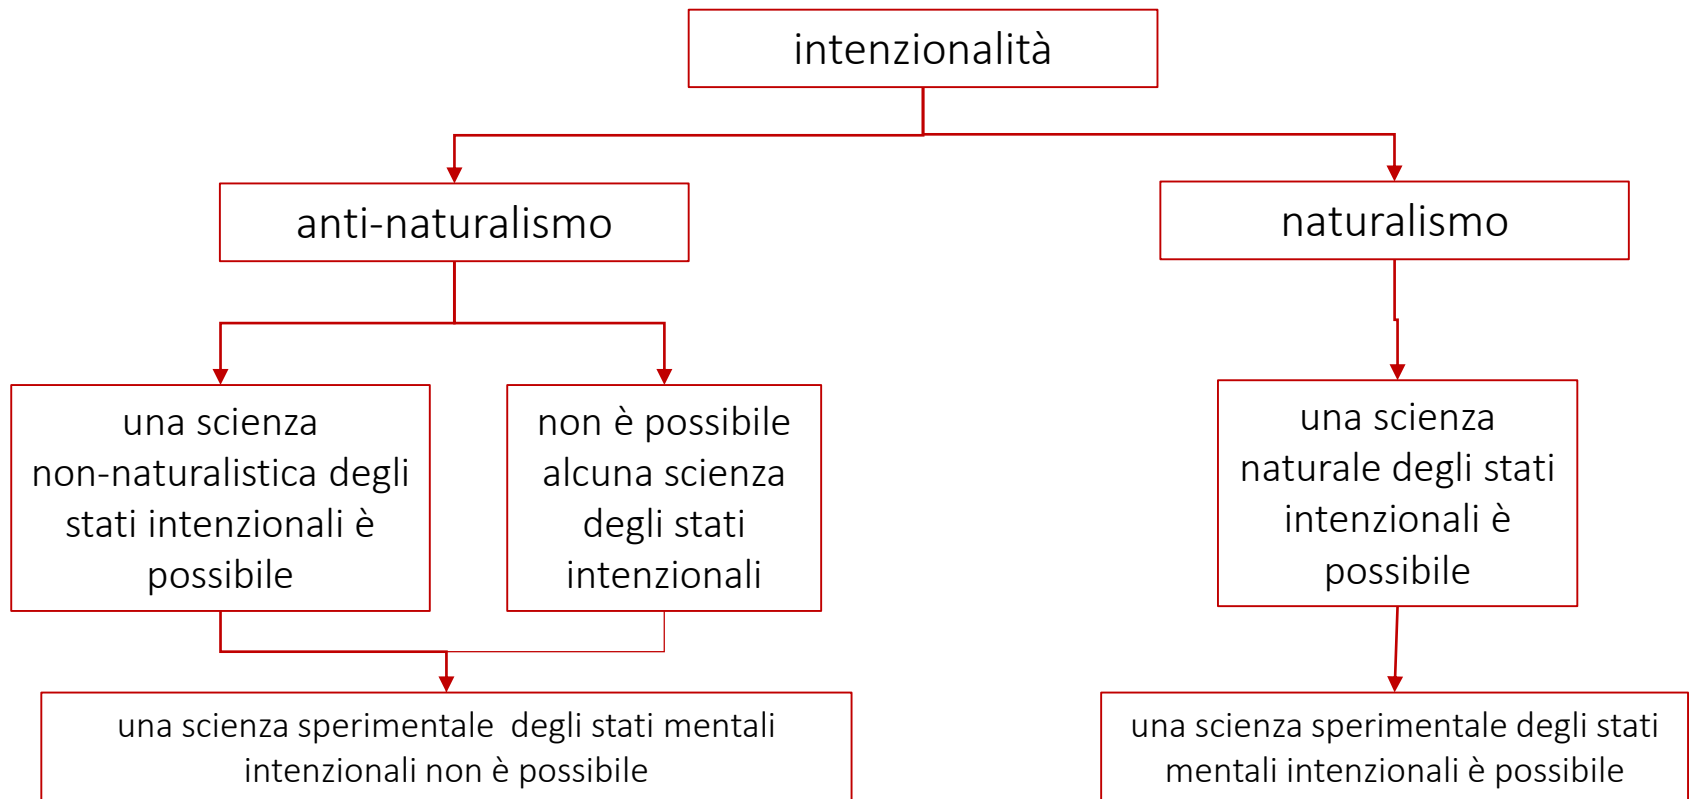 intenzionalità
anti-naturalismo
naturalismo
una scienza
non-naturalistica degli
stati intenzionali è
possibile
non è possibile
alcuna scienza
degli stati
intenzionali
una scienza
naturale degli stati
intenzionali è
possibile
una scienza sperimentale  degli stati mentali
intenzionali non è possibile
una scienza sperimentale degli stati
mentali intenzionali è possibile